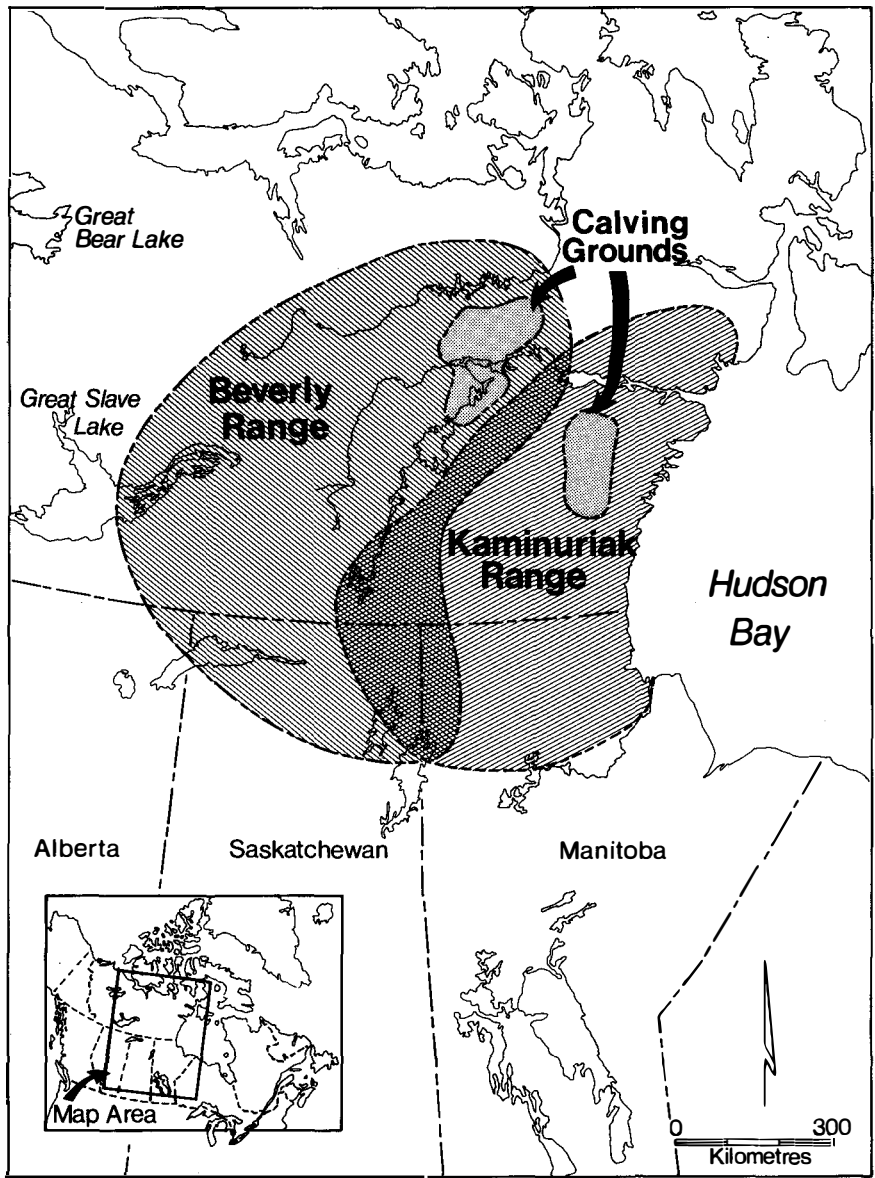 Great
Bear Lake
Calving
Grounds
Great Slave
Lake
Beverly
Range
Kaminuriak
Range
Hudson
Bay
Alberta
Saskatchewan
Manitoba
Map Area
0 300
Kilometres